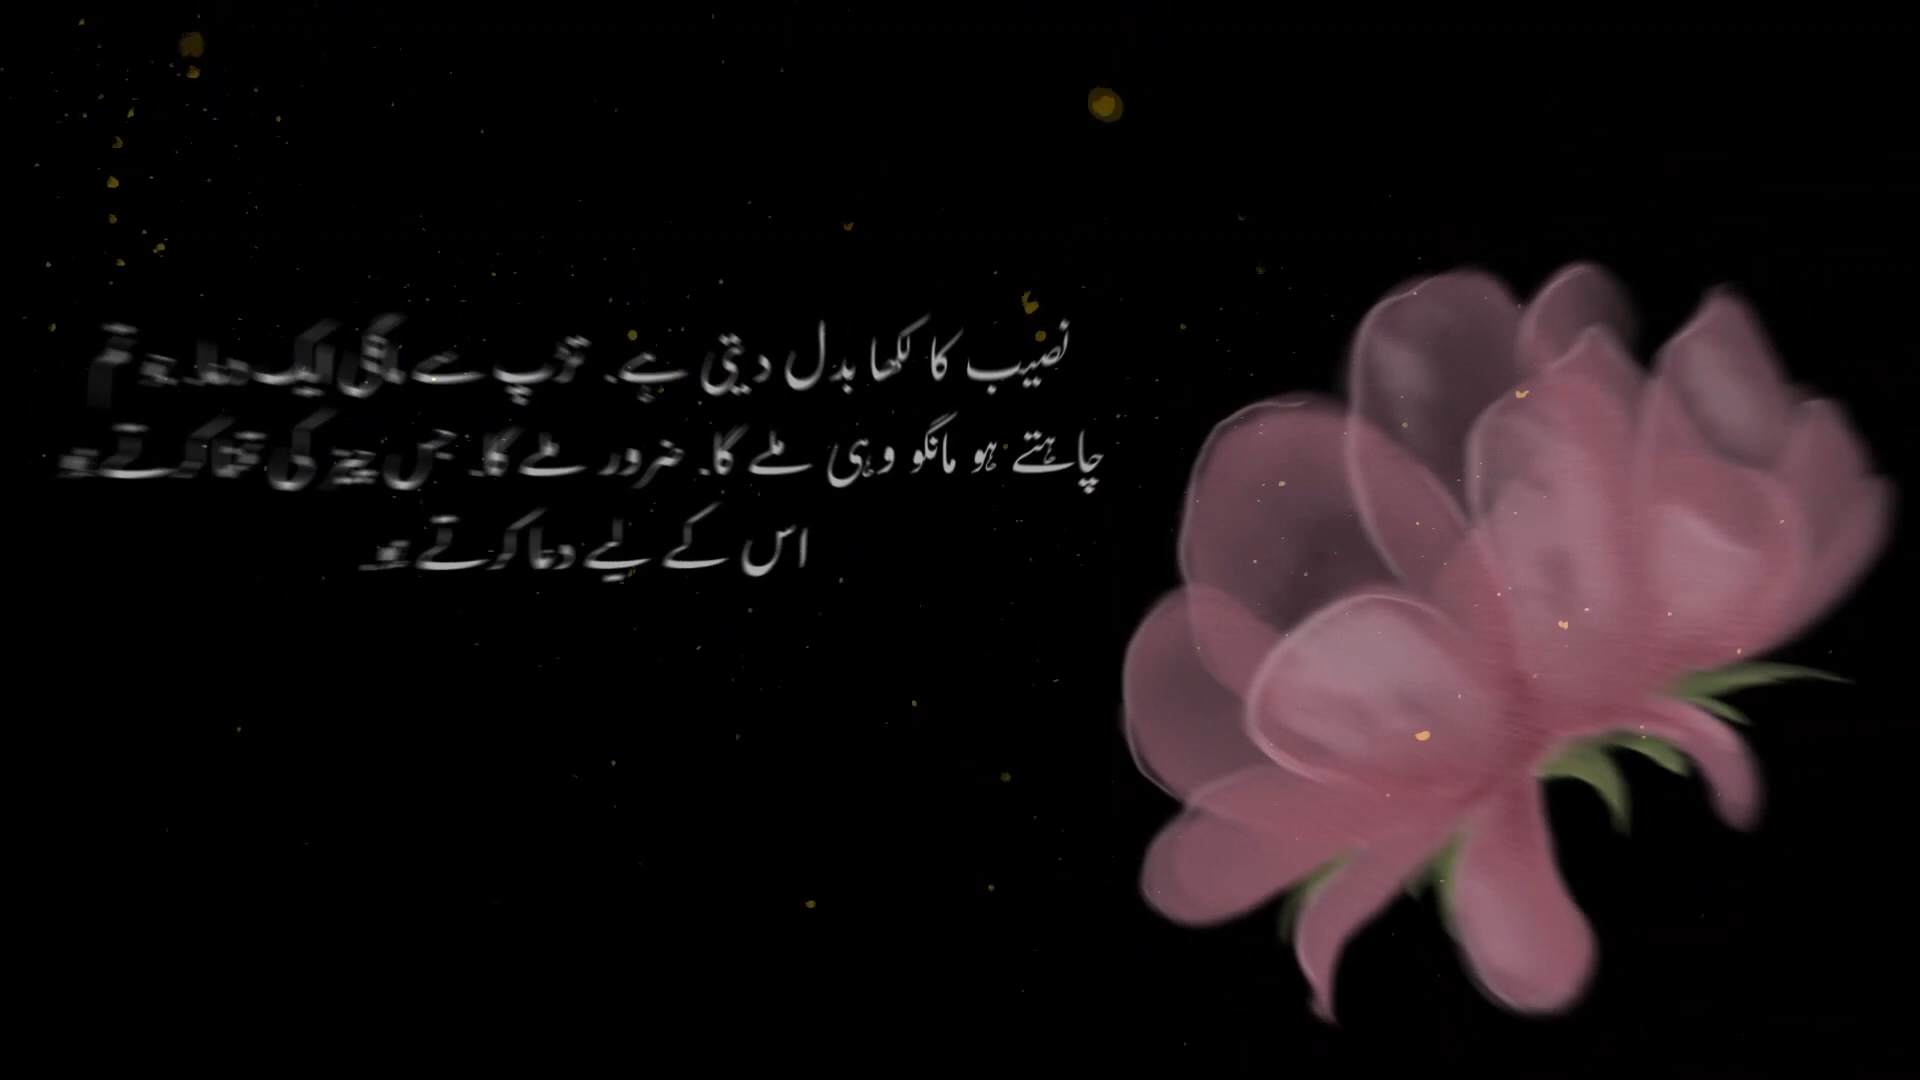 نصیب کا لکھا بدل دیتی ہے۔ تڑپ سے مانگی ایک دعا۔ جو تم
چاہتے ہو مانگو وہی ملے گا۔ ضرور ملے گا۔ جس چیز کی تمنا کرتے ہو
اس کے لیے دعا کرتے ہو۔